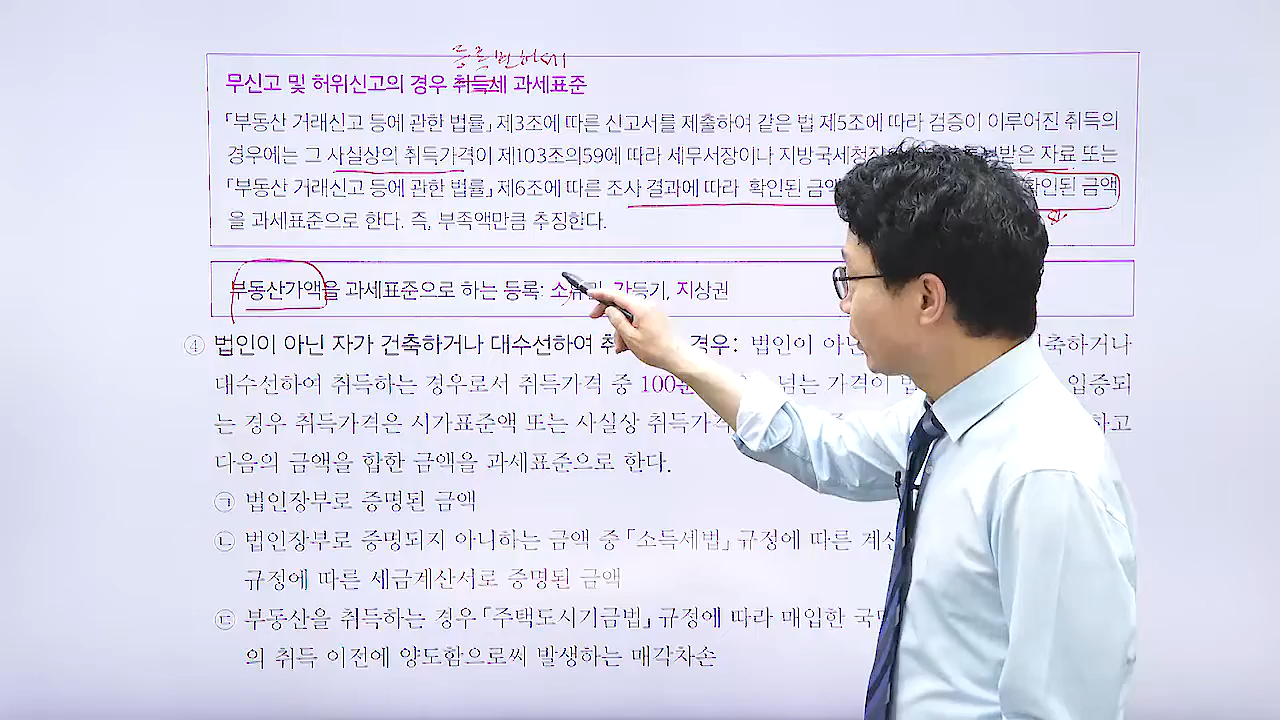 등록면허세
무신고 및 허위신고의 경우 취득세 과세표준
「부동산 거래신고 등에 관한 법률」 제3조에 따른 신고서를 제출하여 같은 법 제5조에 따라 검증이 이루어진 취득의
경우에는 그 사실상의 취득가격이 제103조의59에 따라 세무서장이나 지방국세청장 받은 자료 또는
「부동산 거래신고 등에 관한 법률」 제6조에 따른 조사 결과에 따라 확인된 금액 확인된 금액
을 과세표준으로 한다. 즉, 부족액만큼 추징한다.
부동산가액을 과세표준으로 하는 등록: 가등기, 지상권
④ 법인이 아닌 자가 건축하거나 대수선하여 경우: 법인이 건축하거나
대수선하여 취득하는 경우로서 취득가격 중 넘는 가격이 입증되
는 경우 취득가격은 시가표준액 또는 사실상 하고
다음의 금액을 합한 금액을 과세표준으로 한다.
㉠ 법인장부로 증명된 금액
㉡ 법인장부로 증명되지 아니하는 금액 중 「소득세법」 규정에 따른
규정에 따른 세금계산서로 증명된 금액
㉢ 부동산을 취득하는 경우 「주택도시기금법」 규정에 따라 매입한
의 취득 이전에 양도함으로써 발생하는 매각차손